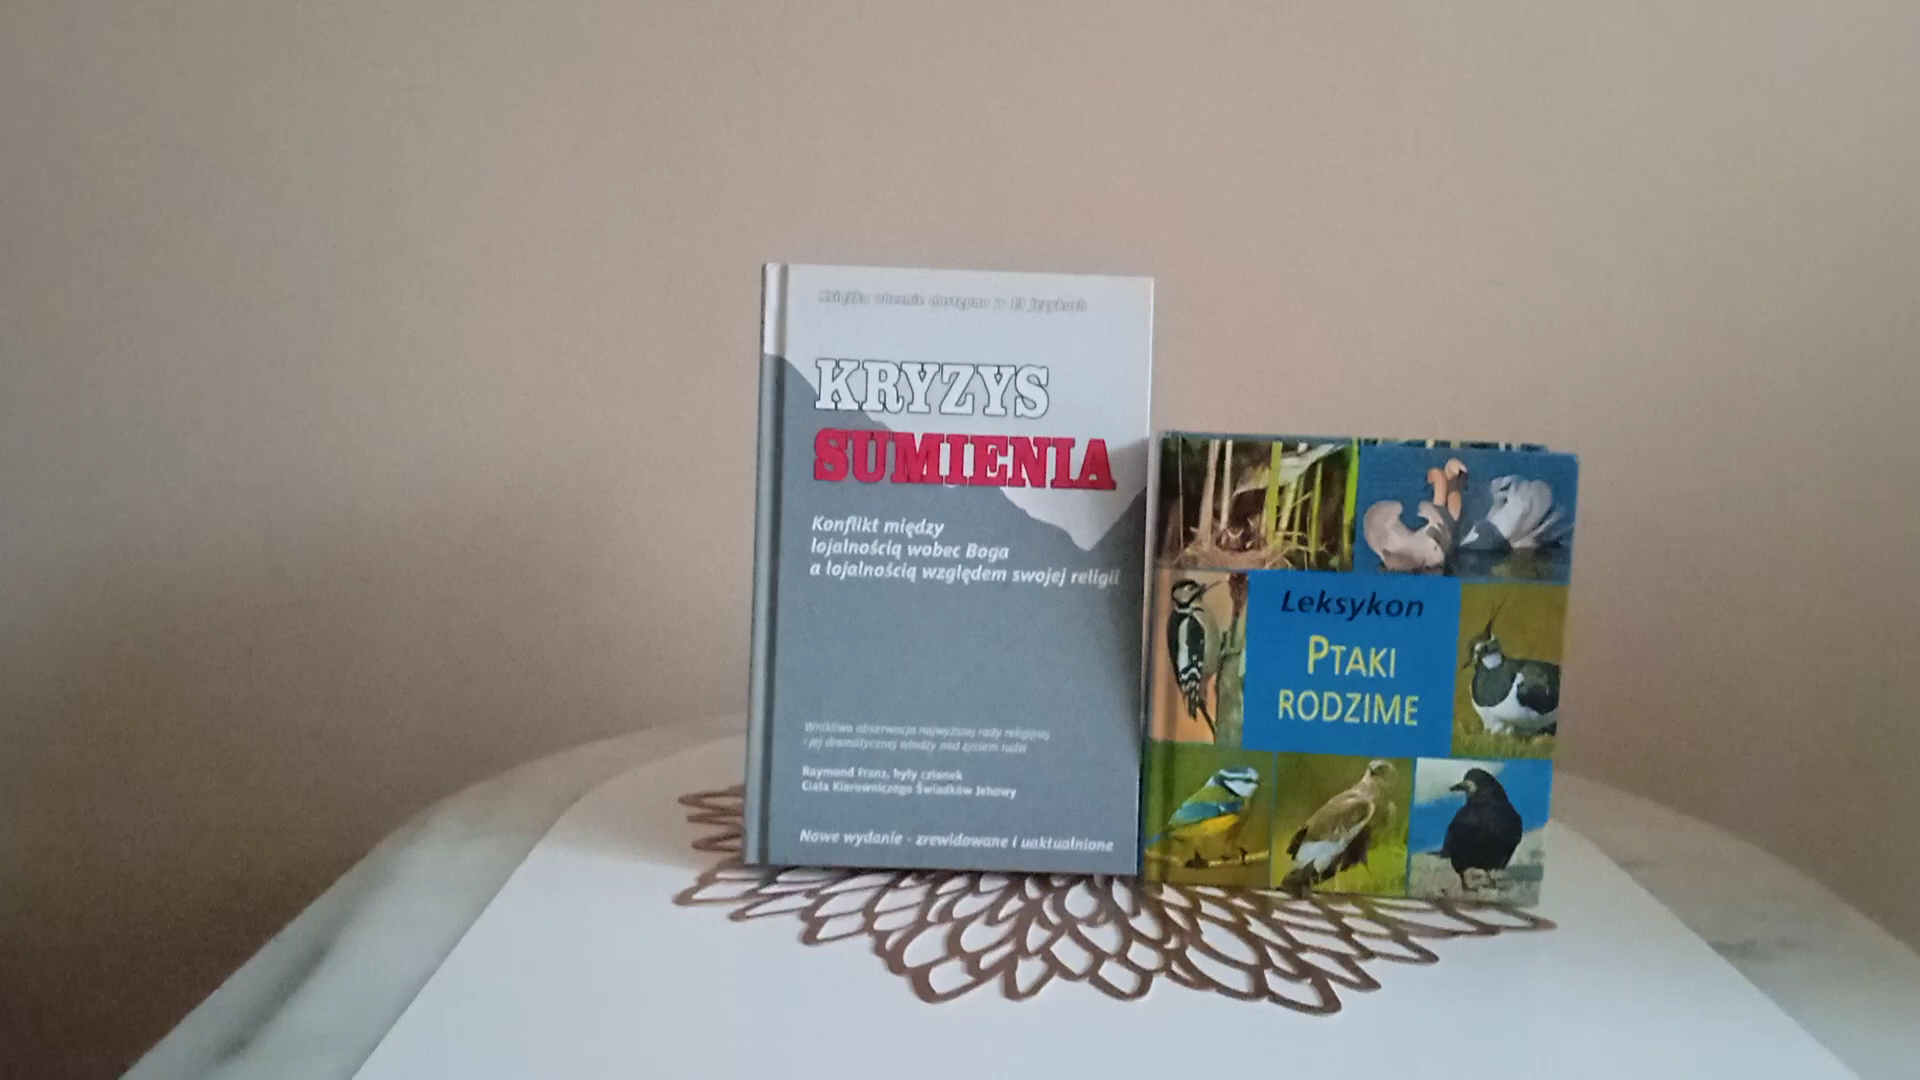 Książka obecnie dostępna w 13 językach
KRYZYS
SUMIENIA
Konflikt między
lojalnością wobec Boga
a lojalnością względem swojej religii
Wnikliwa obserwacja najwyższej rady religijnej
i jej dramatycznej władzy nad życiem ludzi
Raymond Franz, były członek
Ciała Kierowniczego Świadków Jehowy
Nowe wydanie - zrewidowane i uaktualnione
Leksykon
PTAKI
RODZIME